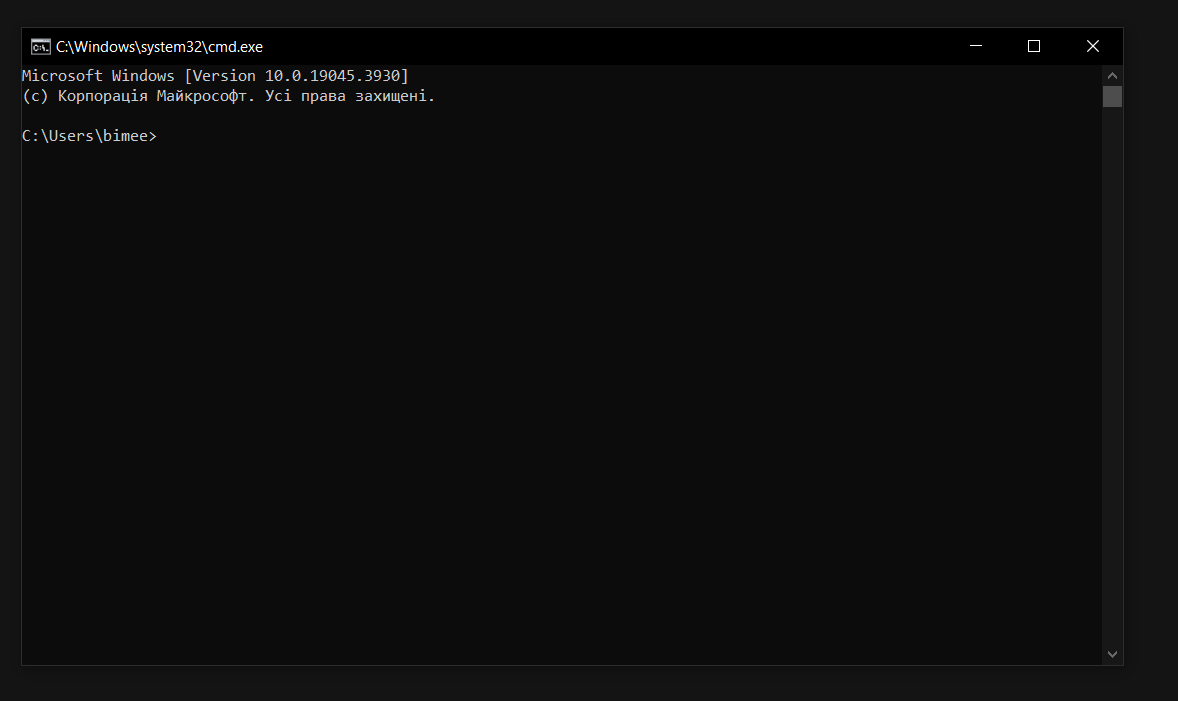 C:\Windows\system32\cmd.exe
Microsoft Windows [Version 10.0.19045.3930]
(c) Корпорація Майкрософт. Усі права захищені.
C:\Users\bimee>